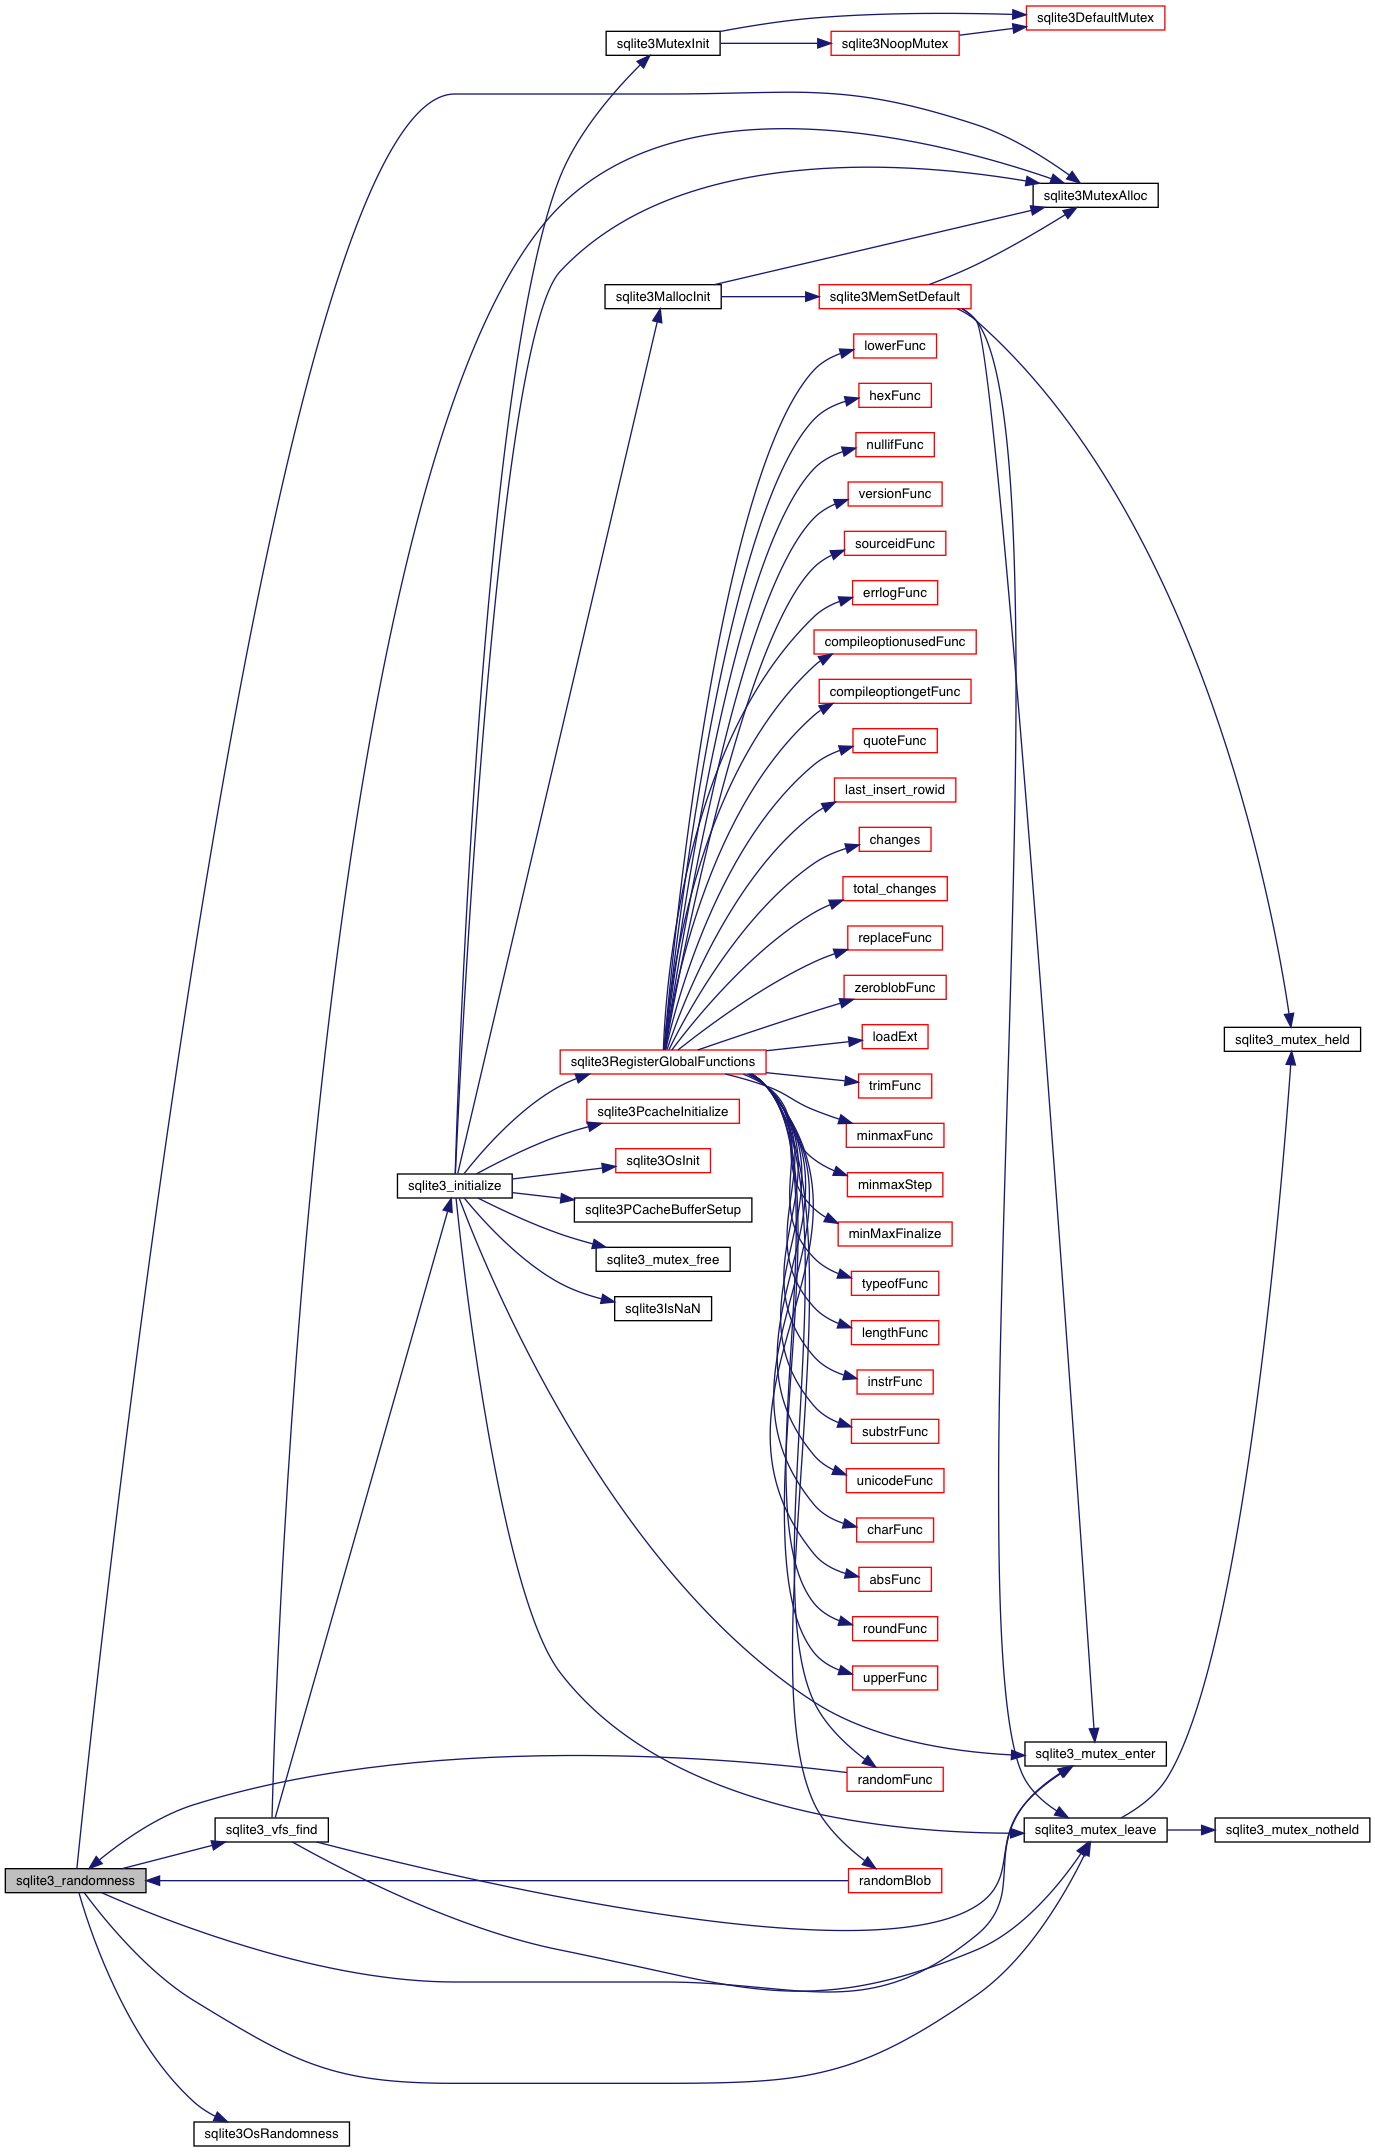 sqlite3DefaultMutex
sqlite3MutexInit
sqlite3NoopMutex
sqlite3MutexAlloc
sqlite3MallocInit
sqlite3MemSetDefault
lowerFunc
hexFunc
nullifFunc
versionFunc
sourceidFunc
errlogFunc
compileoptionusedFunc
compileoptiongetFunc
quoteFunc
last_insert_rowid
changes
total_changes
replaceFunc
zeroblobFunc
loadExt
sqlite3_mutex_held
sqlite3RegisterGlobalFunctions
trimFunc
sqlite3PcacheInitialize
minmaxFunc
sqlite3OsInit
sqlite3_initialize
minmaxStep
sqlite3PCacheBufferSetup
minMaxFinalize
sqlite3_mutex_free
typeofFunc
sqlite3IsNaN
lengthFunc
instrFunc
substrFunc
unicodeFunc
charFunc
absFunc
roundFunc
upperFunc
sqlite3_mutex_enter
randomFunc
sqlite3_vfs_find
sqlite3_mutex_leave
sqlite3_mutex_notheld
sqlite3_randomness
randomBlob
sqlite3OsRandomness